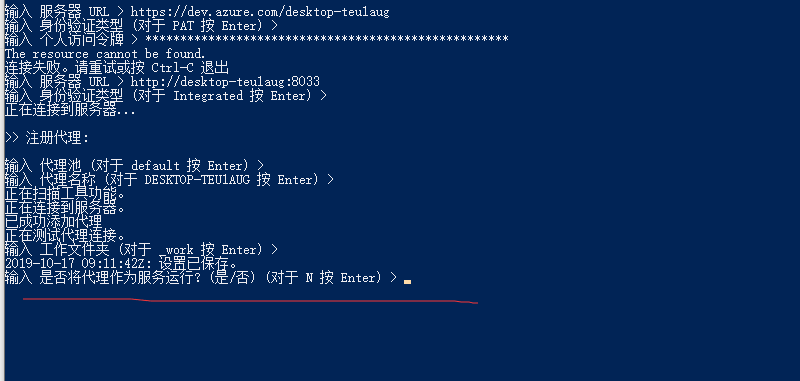 输入 服务器 URL > https://dev.azure.com/desktop-teu1aug
输入 身份验证类型 (对于 PAT 按 Enter) >
输入 个人访问令牌 > ****************************************************
The resource cannot be found.
连接失败。请重试或按 Ctrl-C 退出
输入 服务器 URL > http://desktop-teu1aug:8033
输入 身份验证类型 (对于 Integrated 按 Enter) >
正在连接到服务器...
>> 注册代理:
输入 代理池 (对于 default 按 Enter) >
输入 代理名称 (对于 DESKTOP-TEU1AUG 按 Enter) >
正在扫描工具功能。
正在连接到服务器。
已成功添加代理
正在测试代理连接。
输入 工作文件夹 (对于 _work 按 Enter) >
2019-10-17 09:11:42Z: 设置已保存。
输入 是否将代理作为服务运行? (是/否) (对于 N 按 Enter) >